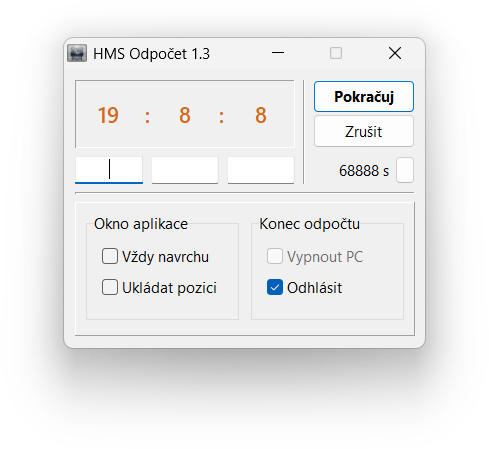 HMS Odpočet 1.3
19 : 8 : 8
Pokračuj
Zrušit
68888 s
Okno aplikace
Vždy navrchu
Ukládat pozici
Konec odpočtu
Vypnout PC
Odhlásit